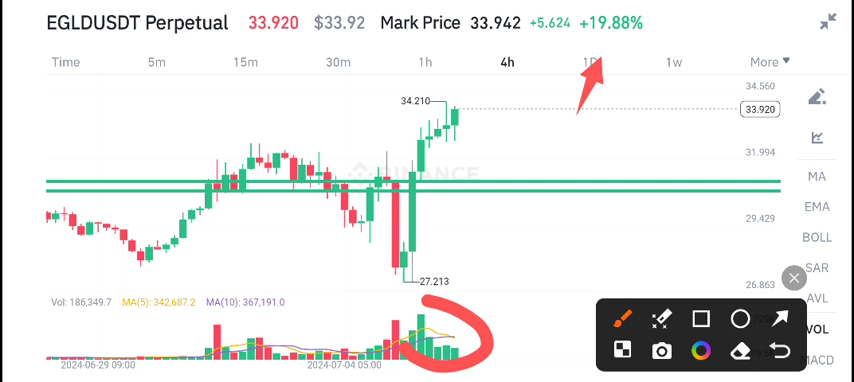 EGLDUSDT Perpetual 33.920 $33.92 Mark Price 33.942 +5.624 +19.88%
Time 5m 15m 30m 1h 4h 1D 1w More
34.560
34.210
33.920
31.994
BINANCE
MA
EMA
29.429
BOLL
SAR
27.213
26.863
AVL
Vol: 186,349.7 MA(5): 342,687.2 MA(10): 367,191.0
VOL
MACD
2024-06-29 09:00 2024-07-04 05:00